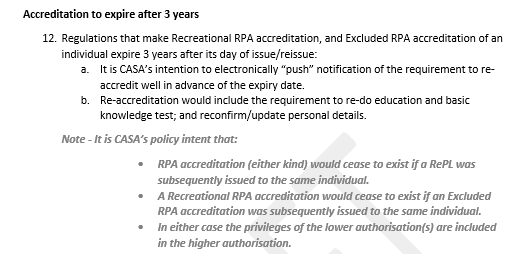 Accreditation to expire after 3 years
12. Regulations that make Recreational RPA accreditation, and Excluded RPA accreditation of an
individual expire 3 years after its day of issue/reissue:
a. It is CASA's intention to electronically "push" notification of the requirement to re-
accredit well in advance of the expiry date.
b. Re-accreditation would include the requirement to re-do education and basic
knowledge test; and reconfirm/update personal details.
Note - It is CASA's policy intent that:
• RPA accreditation (either kind) would cease to exist if a RePL was
subsequently issued to the same individual.
• A Recreational RPA accreditation would cease to exist if an Excluded
RPA accreditation was subsequently issued to the same individual.
• In either case the privileges of the lower authorisation(s) are included
in the higher authorisation.